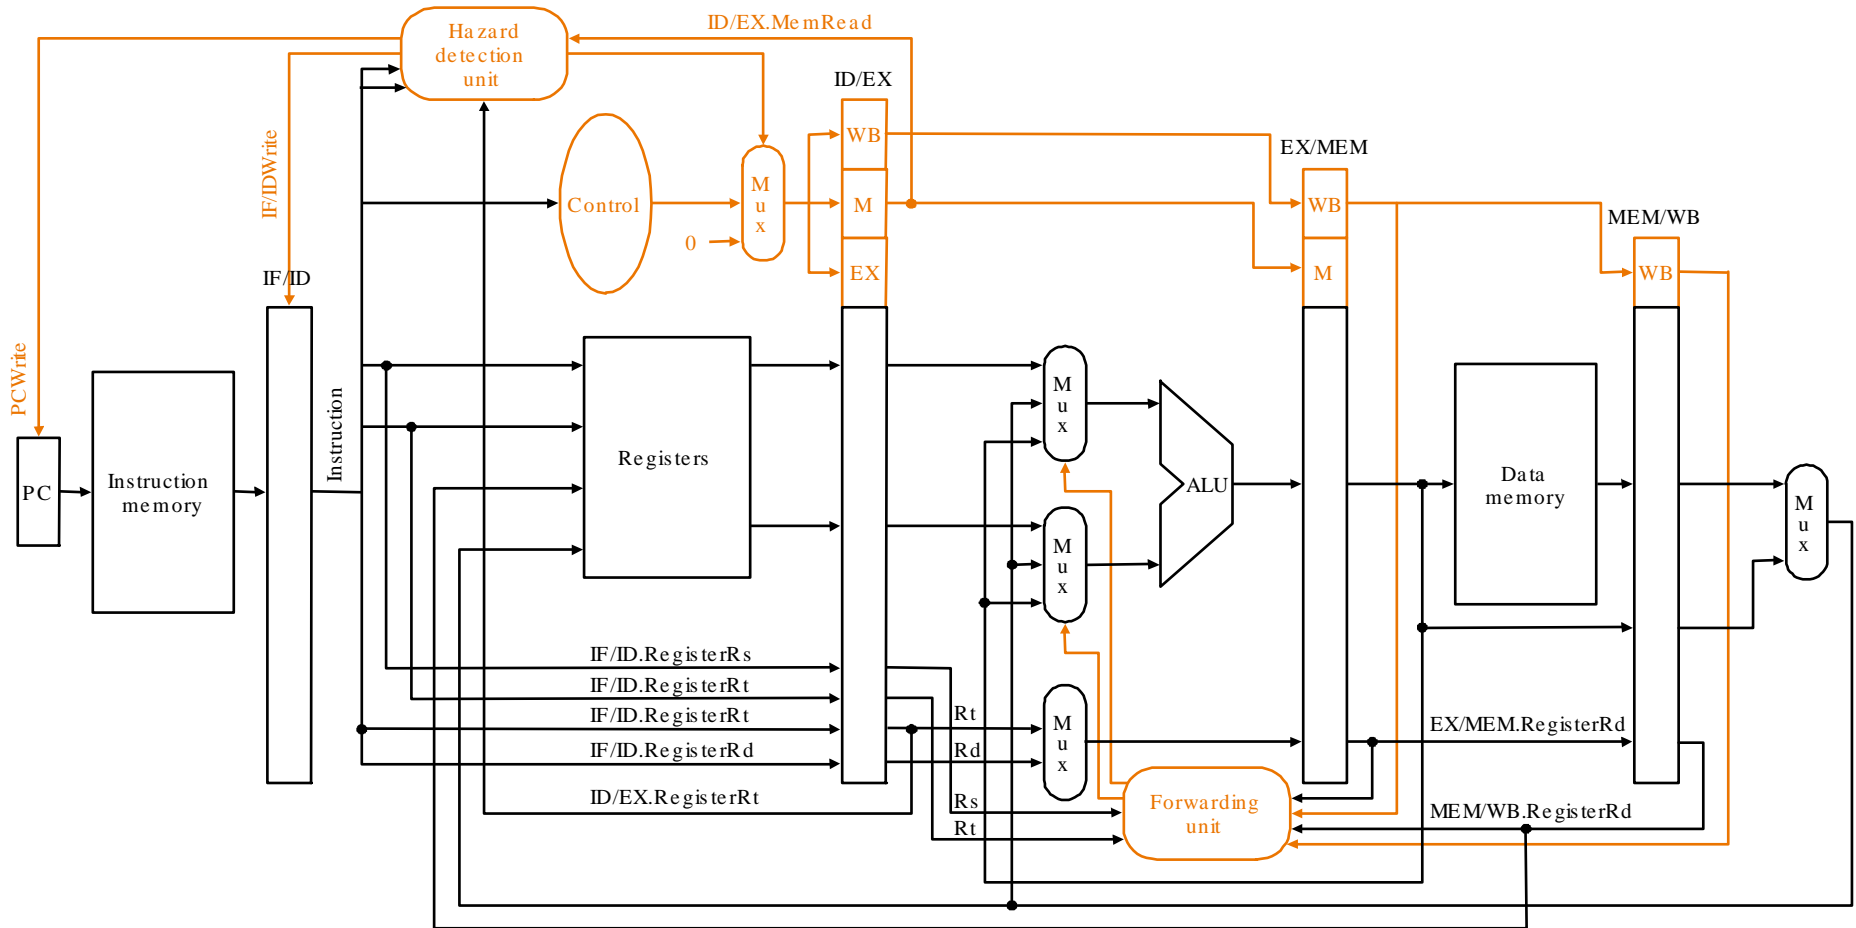 Hazard
detection
unit
ID/EX.MemRead
ID/EX
WB
M
EX
EX/MEM
WB
M
MEM/WB
WB
Control
M
u
x
0
IF/IDWrite
IF/ID
PCWrite
PC
Instruction
memory
Instruction
Registers
M
u
x
M
u
x
M
u
x
ALU
Data
memory
M
u
x
IF/ID.RegisterRs
IF/ID.RegisterRt
IF/ID.RegisterRt
IF/ID.RegisterRd
ID/EX.RegisterRt
Rt
Rd
Rs
Rt
Forwarding
unit
EX/MEM.RegisterRd
MEM/WB.RegisterRd